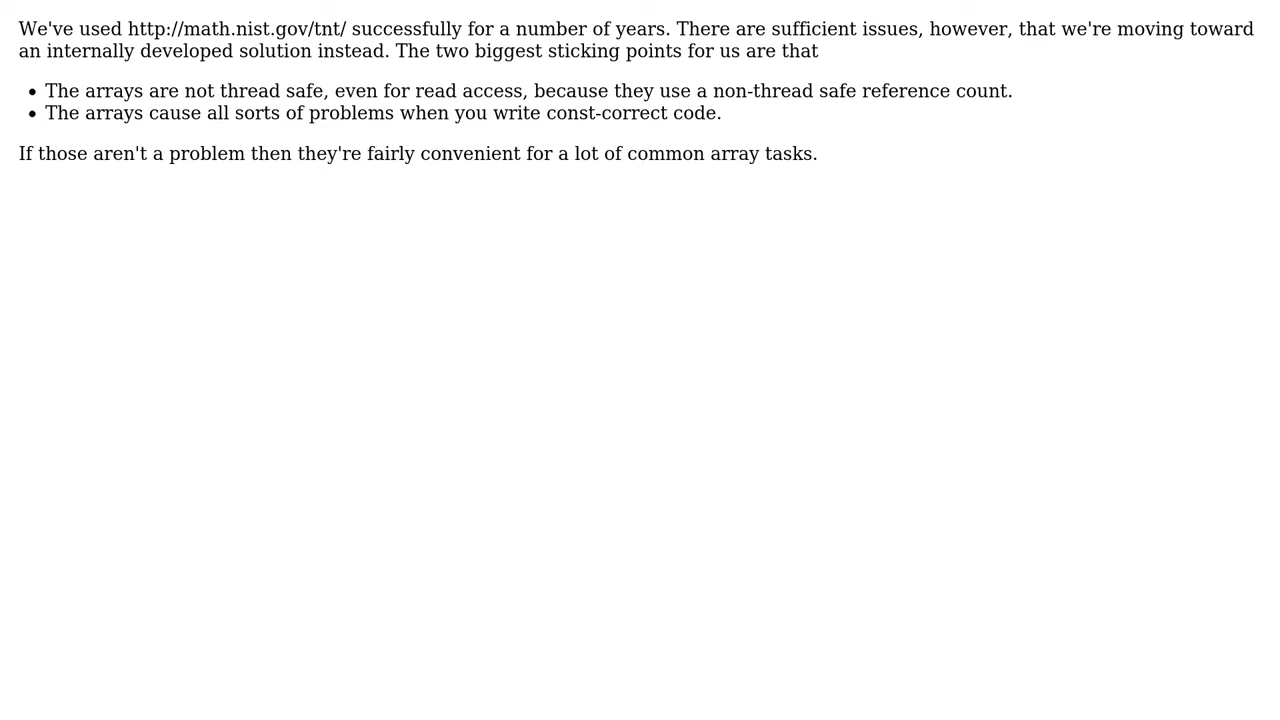 We've used http://math.nist.gov/tnt/ successfully for a number of years. There are sufficient issues, however, that we're moving toward
an internally developed solution instead. The two biggest sticking points for us are that
• The arrays are not thread safe, even for read access, because they use a non-thread safe reference count.
• The arrays cause all sorts of problems when you write const-correct code.
If those aren't a problem then they're fairly convenient for a lot of common array tasks.